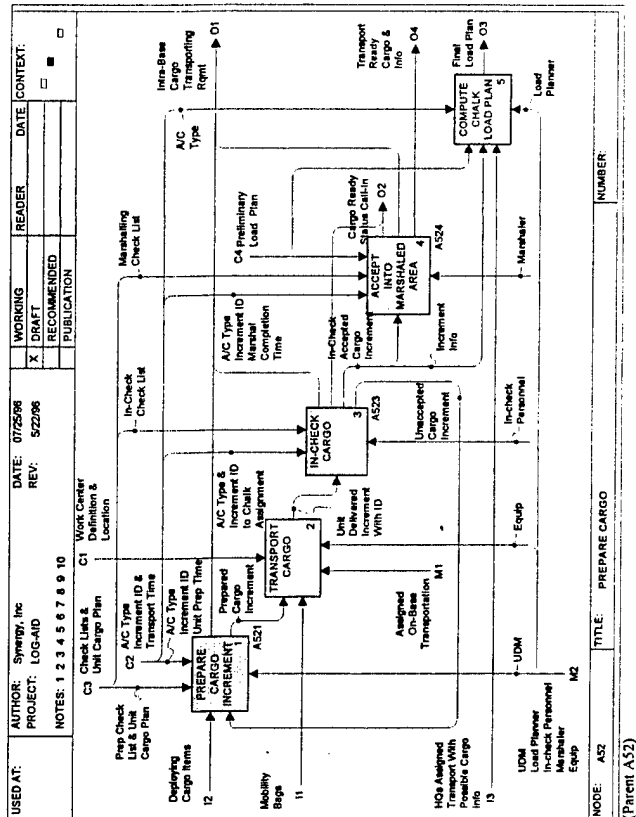 USED AT:
AUTHOR: Synergy, Inc
PROJECT: LOG-AID
NOTES: 1 2 3 4 5 6 7 8 9 10
DATE: 07/25/96
REV: 5/22/96
WORKING
X DRAFT
RECOMMENDED
PUBLICATION
READER
DATE
CONTEXT:
Check Lists &
Unit Cargo Plan
C3
C2
A/C Type
Increment ID &
Transport Time
A/C Type
Increment ID
Unit Prep Time
C1
Work Center
Definition &
Location
In-Check
Check List
Marshalling
Check List
Intra-Base
Cargo
Transporting
Rqmt
O1
Prep Check
List & Unit
Cargo Plan
Deploying
Cargo Items
I2
PREPARE
CARGO
INCREMENT
1
A521
Prepared
Cargo
Increment
Mobility
Bags
I1
TRANSPORT
CARGO
2
A/C Type &
Increment ID
to Chalk
Assignment
Unit
Delivered
Increment
With ID
IN-CHECK
CARGO
3
A523
A/C Type
Increment ID
Marshal
Completion
Time
C4 Preliminary
Load Plan
In-Check
Accepted
Cargo
Increment
Cargo Ready
Status Call-In
O2
ACCEPT
INTO
MARSHALED
AREA
4
A524
A/C
Type
Transport
Ready
Cargo &
Info
O4
COMPUTE
CHALK
LOAD PLAN
5
Final
Load Plan
O3
Increment
Info
Unaccepted
Cargo
Increment
Assigned
On-Base
Transportation
M1
HQs Assigned
Transport With
Possible Cargo
Info
I3
UDM
Equip
In-check
Personnel
Marshaler
Load
Planner
UDM
Load Planner
In-check Personnel
Marshaler
Equip
M2
NODE: A52
TITLE: PREPARE CARGO
NUMBER:
(Parent A52)